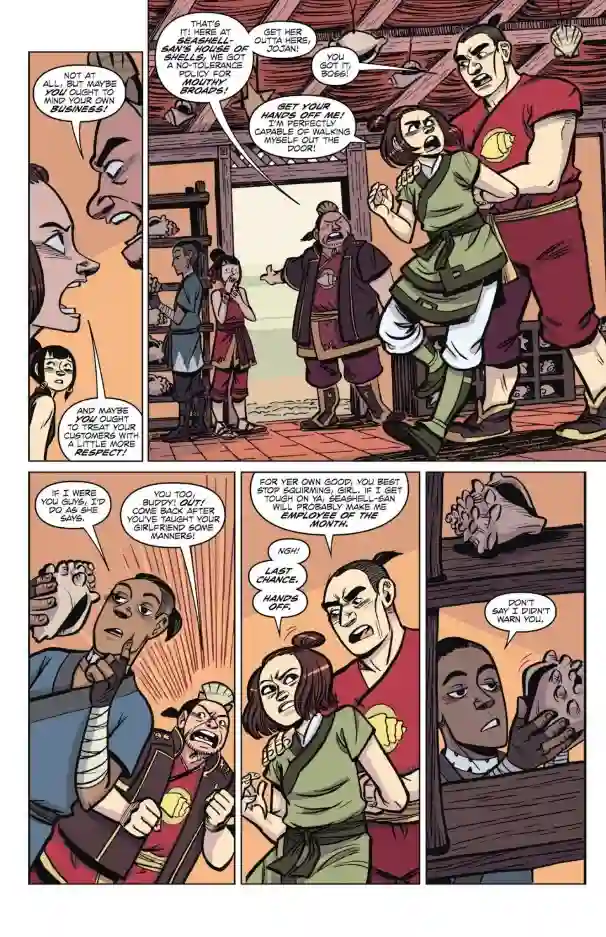 NOT AT
ALL, BUT MAYBE
YOU OUGHT TO
MIND YOUR OWN
BUSINESS!
AND MAYBE
YOU OUGHT
TO TREAT YOUR
CUSTOMERS WITH
A LITTLE MORE
RESPECT!
THAT'S
IT! HERE AT
SEASHELL-
SAN'S HOUSE OF
SHELLS, WE GOT
A NO-TOLERANCE
POLICY FOR
MOUTHY
BROADS!
GET HER
OUTTA HERE,
JOJAN!
YOU
GOT IT,
BOSS!
GET YOUR
HANDS OFF ME!
I'M PERFECTLY
CAPABLE OF WALKING
MYSELF OUT THE
DOOR!
IF I WERE
YOU GUYS, I'D
DO AS SHE
SAYS.
YOU TOO,
BUDDY! OUT!
COME BACK AFTER
YOU'VE TAUGHT YOUR
GIRLFRIEND SOME
MANNERS!
FOR YER OWN GOOD, YOU BEST
STOP SQUIRMING, GIRL. IF I GET
TOUGH ON YA, SEASHELL-SAN
WILL PROBABLY MAKE ME
EMPLOYEE OF THE
MONTH.
NGH!
LAST
CHANCE.
HANDS
OFF.
DON'T
SAY I DIDN'T
WARN YOU.